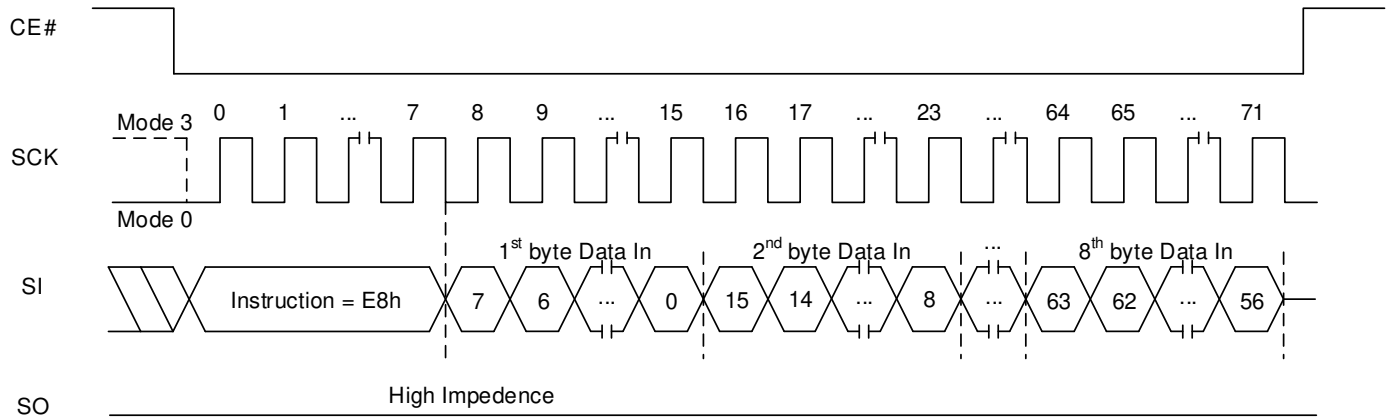 CE#
0 1 ... 7 8 9 ... 15 16 17 ... 23 ... 64 65 ... 71
Mode 3
SCK
Mode 0
1st byte Data In 2nd byte Data In ... 8th byte Data In
SI
Instruction = E8h 7 6 ... 0 15 14 ... 8 ... 63 62 ... 56
High Impedence
SO